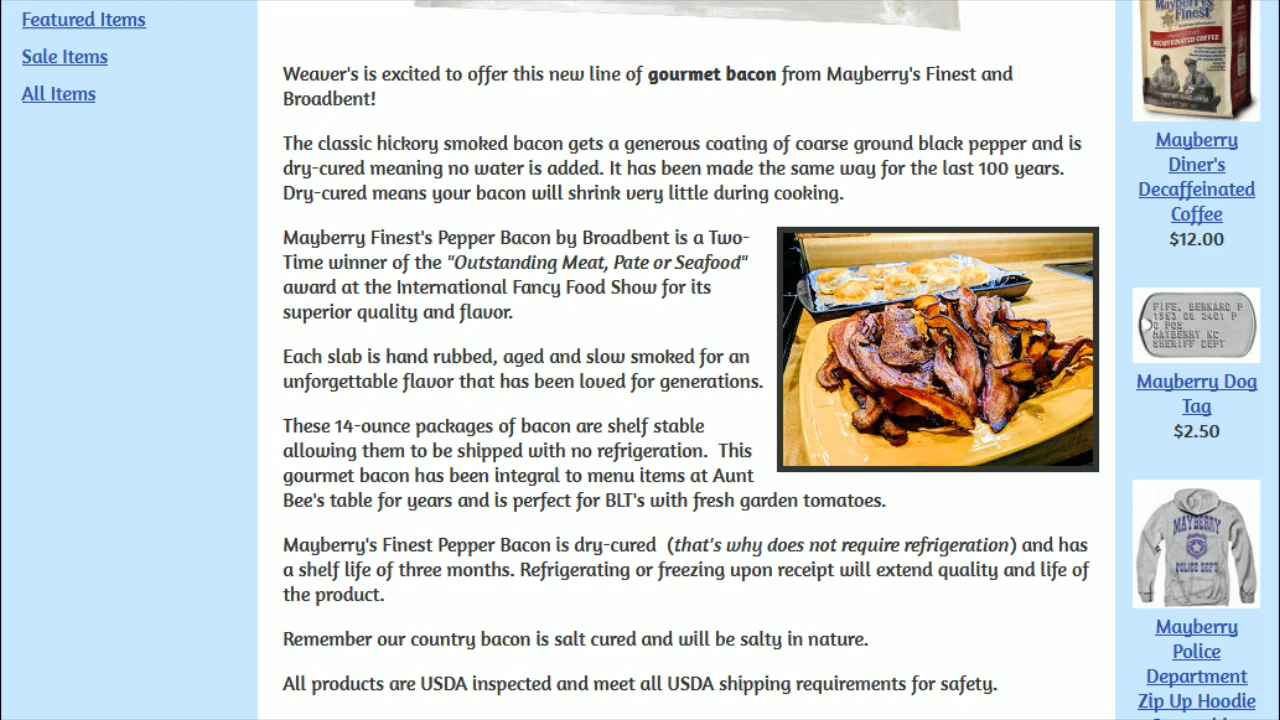 Featured Items
Sale Items
All Items
Weaver's is excited to offer this new line of gourmet bacon from Mayberry's Finest and
Broadbent!
The classic hickory smoked bacon gets a generous coating of coarse ground black pepper and is
dry-cured meaning no water is added. It has been made the same way for the last 100 years.
Dry-cured means your bacon will shrink very little during cooking.
Mayberry Finest's Pepper Bacon by Broadbent is a Two-
Time winner of the "Outstanding Meat, Pate or Seafood"
award at the International Fancy Food Show for its
superior quality and flavor.
Each slab is hand rubbed, aged and slow smoked for an
unforgettable flavor that has been loved for generations.
These 14-ounce packages of bacon are shelf stable
allowing them to be shipped with no refrigeration.  This
gourmet bacon has been integral to menu items at Aunt
Bee's table for years and is perfect for BLT's with fresh garden tomatoes.
Mayberry's Finest Pepper Bacon is dry-cured  (that's why does not require refrigeration) and has
a shelf life of three months. Refrigerating or freezing upon receipt will extend quality and life of
the product.
Remember our country bacon is salt cured and will be salty in nature.
All products are USDA inspected and meet all USDA shipping requirements for safety.
Mayberry's
Finest
DECAFFEINATED COFFEE
Mayberry
Diner's
Decaffeinated
Coffee
$12.00
FIFE, BERNARD P
MAYBERRY NC
SHERIFF DEPT
Mayberry Dog
Tag
$2.50
MAYBERRY
POLICE DEPT
Mayberry
Police
Department
Zip Up Hoodie